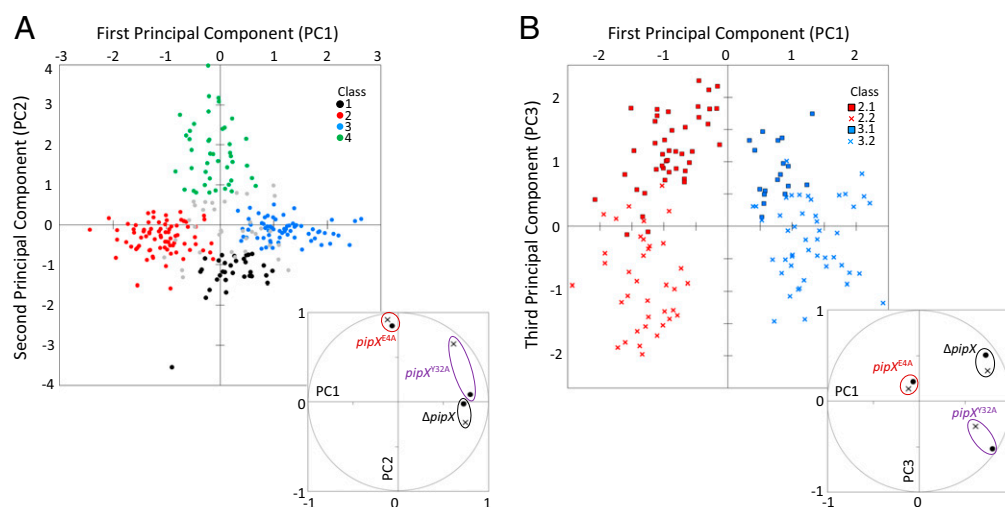 A
First Principal Component (PC1)
-3 -2 -1 0 1 2 3
Second Principal Component (PC2)
4
3
2
1
0
-1
-2
-3
-4
Class
1
2
3
4
pipX^E4A
pipX^Y32A
ΔpipX
PC1
PC2
1
0
-1
-1 0 1
B
First Principal Component (PC1)
-2 -1 0 1 2
Third Principal Component (PC3)
2
1
0
-1
-2
Class
2.1
2.2
3.1
3.2
ΔpipX
pipX^E4A
pipX^Y32A
PC1
PC3
1
0
-1
-1 0